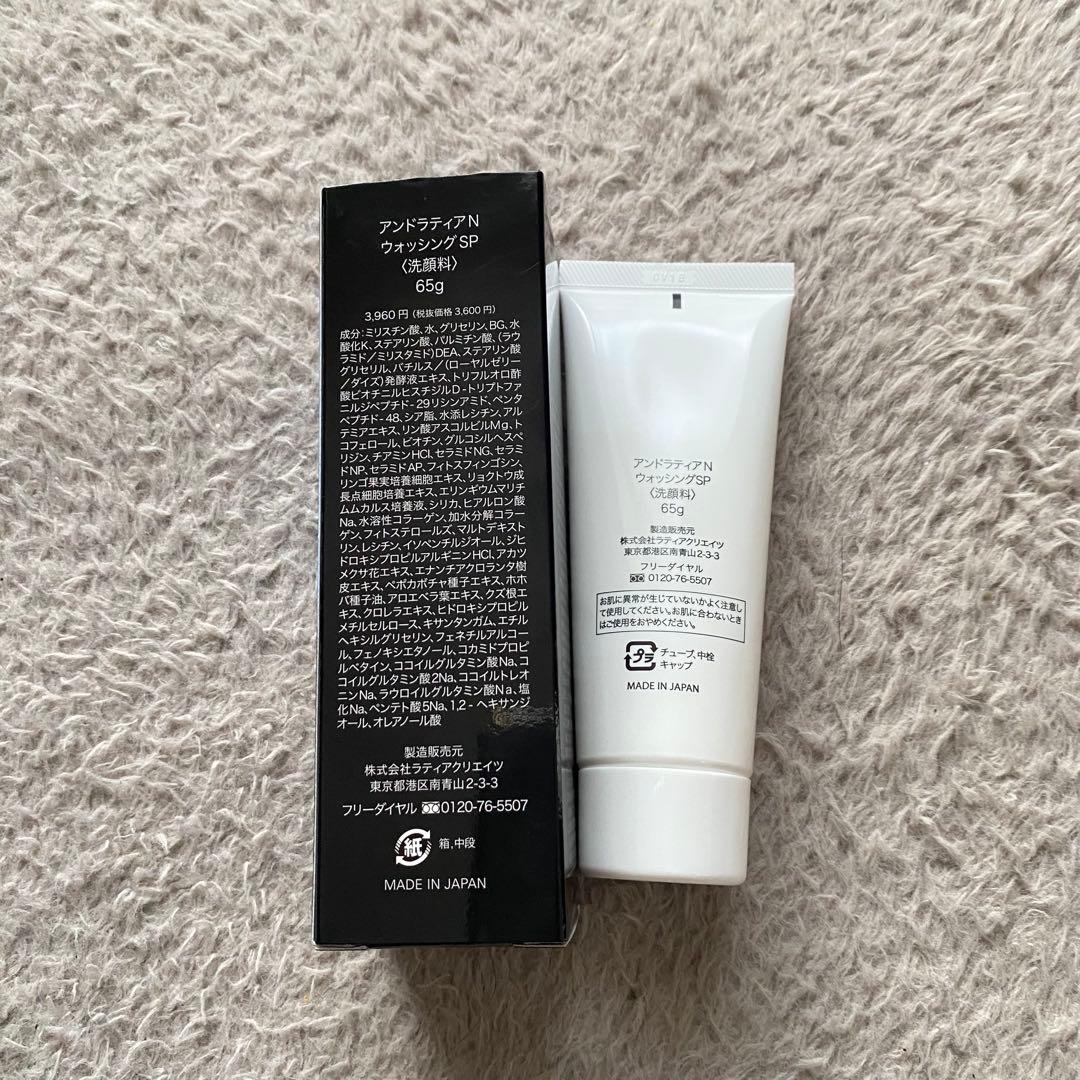 アンドラティア N
ウォッシング SP
〈洗顔料〉
65g
3,960円（税抜価格 3,600 円）
成分：ミリスチン酸、水、グリセリン、BG、水
酸化K、ステアリン酸、パルミチン酸、（ラウ
ラミド／ミリスタミド）DEA、ステアリン酸
グリセリル、バチルス／（ローヤルゼリー
／ダイズ）発酵液エキス、トリフルオロ酢
酸ビオチニルヒスチジルD-トリプトファ
ニルジペプチド-29リシンアミド、ペンタ
ペプチド-48、シア脂、水添レシチン、アル
テミアエキス、リン酸アスコルビルMg、ト
コフェロール、ビオチン、グルコシルヘスペ
リジン、チアミンHCl、セラミドNG、セラミ
ドNP、セラミドAP、フィトスフィンゴシン、
リンゴ果実培養細胞エキス、リョクトウ成
長点細胞培養エキス、エリンギウムマリチ
ムムカルス培養液、シリカ、ヒアルロン酸
Na、水溶性コラーゲン、加水分解コラー
ゲン、フィトステロールズ、マルトデキスト
リン、レシチン、イソペンチルジオール、ジヒ
ドロキシプロピルアルギニンHCl、アカツ
メクサ花エキス、エナンチアクロランタ樹
皮エキス、ペポカボチャ種子エキス、ホホ
バ種子油、アロエベラ葉エキス、クズ根エ
キス、クロレラエキス、ヒドロキシプロピル
メチルセルロース、キサンタンガム、エチル
ヘキシルグリセリン、フェネチルアルコー
ル、フェノキシエタノール、コカミドプロピ
ルベタイン、ココイルグルタミン酸Na、コ
コイルグルタミン酸2Na、ココイルトレオ
ニンNa、ラウロイルグルタミン酸Na、塩
化Na、ペンテト酸5Na、1,2-ヘキサンジ
オール、オレアノール酸
製造販売元
株式会社ラティアクリエイツ
東京都港区南青山2-3-3
フリーダイヤル 0120-76-5507
紙 箱、中段
MADE IN JAPAN
アンドラティア N
ウォッシングSP
〈洗顔料〉
65g
製造販売元
株式会社ラティアクリエイツ
東京都港区南青山2-3-3
フリーダイヤル
0120-76-5507
お肌に異常が生じていないかよく注意し
て使用してください。お肌に合わないとき
はご使用をおやめください。
プラ チューブ、中栓
キャップ
MADE IN JAPAN